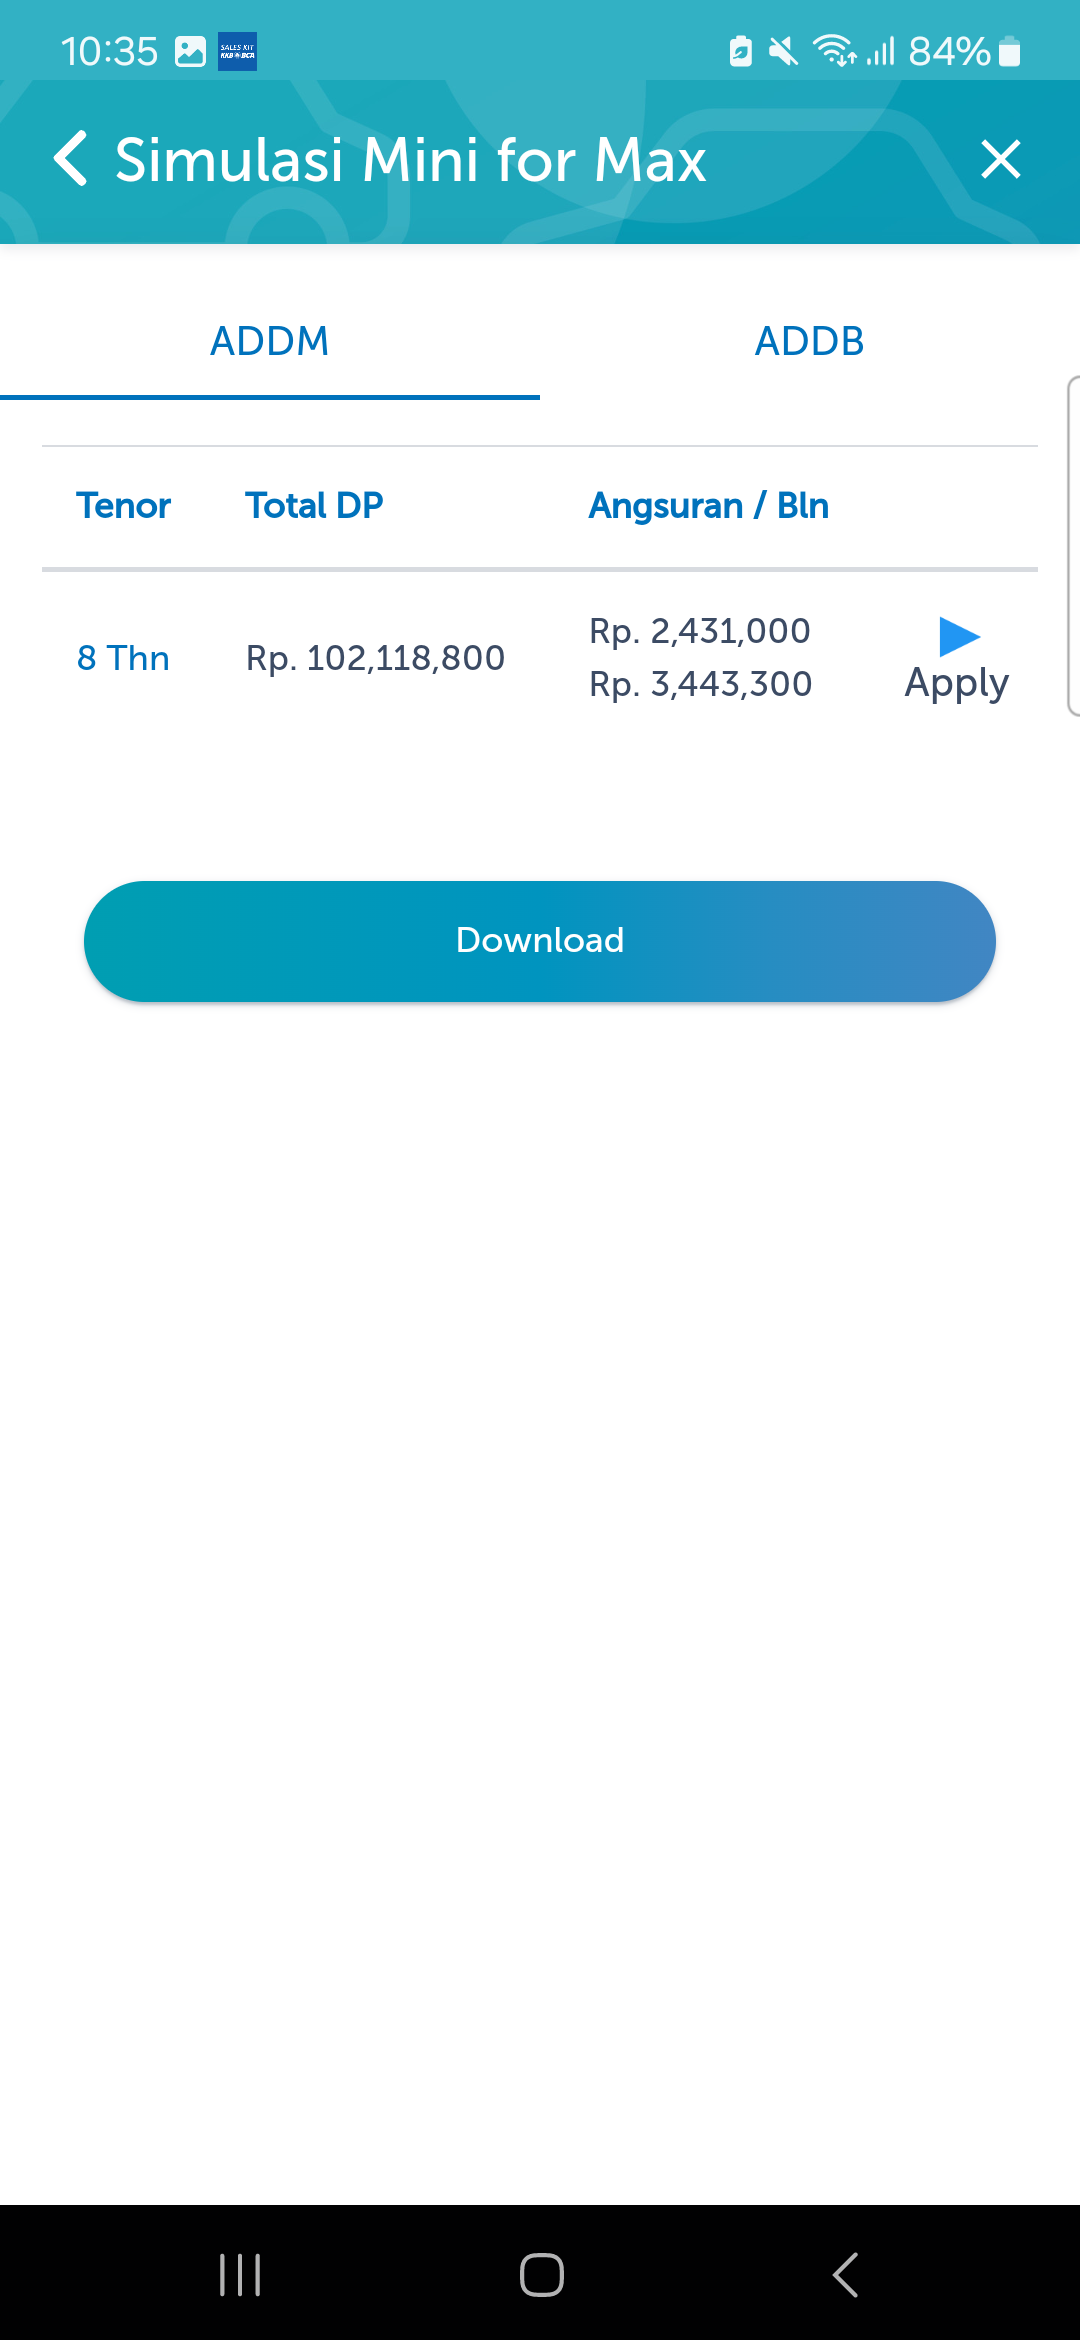 10:35 SALES KIT KKB BCA 84%
Simulasi Mini for Max
ADDM ADDB
Tenor Total DP Angsuran / Bln
8 Thn Rp. 102,118,800 Rp. 2,431,000
Rp. 3,443,300
Apply
Download